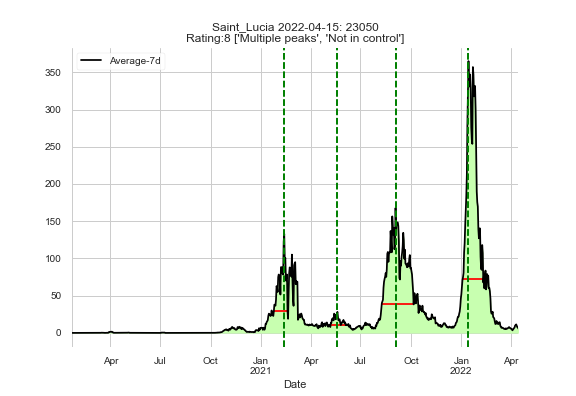 Saint_Lucia 2022-04-15: 23050
Rating:8 ['Multiple peaks', 'Not in control']
Average-7d
350
300
250
200
150
100
50
0
Apr Jul Oct Jan Apr Jul Oct Jan Apr
2021 2022
Date